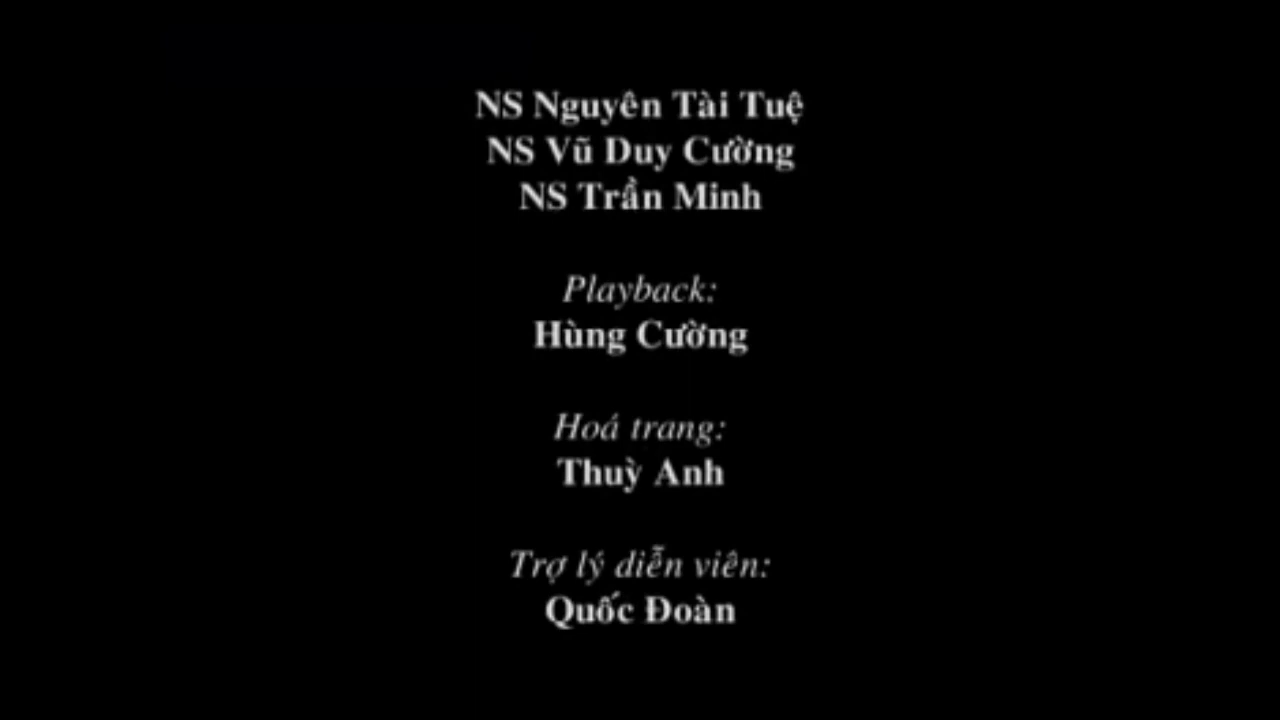 NS Nguyên Tài Tuệ
NS Vũ Duy Cường
NS Trần Minh
Playback:
Hùng Cường
Hoá trang:
Thuỳ Anh
Trợ lý diễn viên:
Quốc Đoàn